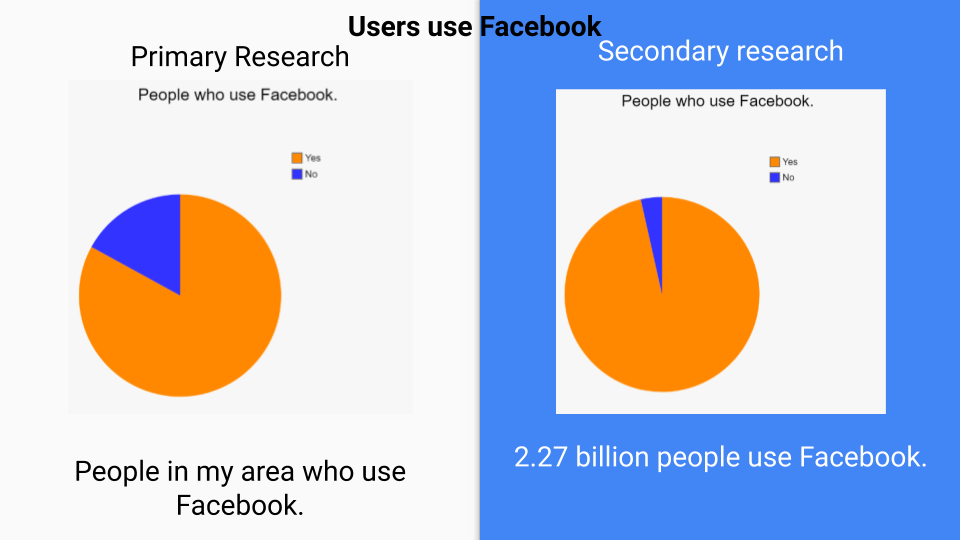 Users use Facebook
Primary Research
People who use Facebook.
Yes
No
People in my area who use
Facebook.
Secondary research
People who use Facebook.
Yes
No
2.27 billion people use Facebook.